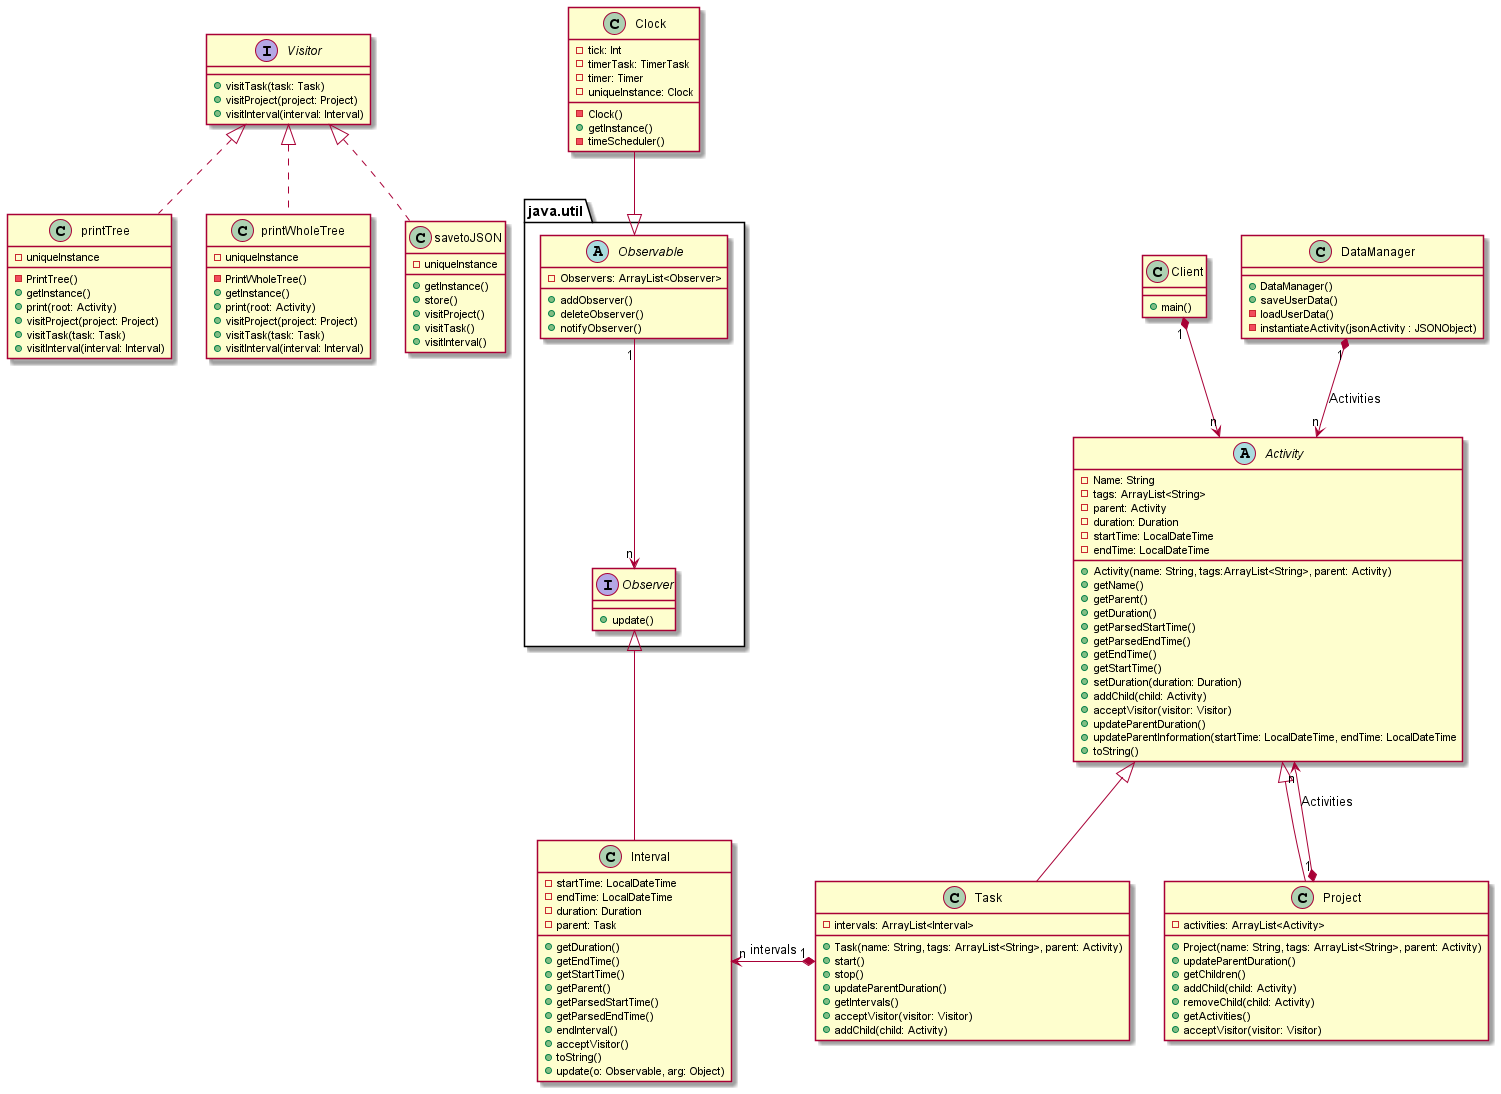 I Visitor
visitTask(task: Task)
visitProject(project: Project)
visitInterval(interval: Interval)
C printTree
uniqueInstance
PrintTree()
getInstance()
print(root: Activity)
visitProject(project: Project)
visitTask(task: Task)
visitInterval(interval: Interval)
C printWholeTree
uniqueInstance
PrintWholeTree()
getInstance()
print(root: Activity)
visitProject(project: Project)
visitTask(task: Task)
visitInterval(interval: Interval)
C savetoJSON
uniqueInstance
getInstance()
store()
visitProject()
visitTask()
visitInterval()
C Clock
tick: Int
timerTask: TimerTask
timer: Timer
uniqueInstance: Clock
Clock()
getInstance()
timeScheduler()
java.util
A Observable
Observers: ArrayList<Observer>
addObserver()
deleteObserver()
notifyObserver()
1
n
I Observer
update()
C Client
main()
1
n
C DataManager
DataManager()
saveUserData()
loadUserData()
instantiateActivity(jsonActivity : JSONObject)
1
Activities
n
A Activity
Name: String
tags: ArrayList<String>
parent: Activity
duration: Duration
startTime: LocalDateTime
endTime: LocalDateTime
Activity(name: String, tags:ArrayList<String>, parent: Activity)
getName()
getParent()
getDuration()
getParsedStartTime()
getParsedEndTime()
getEndTime()
getStartTime()
setDuration(duration: Duration)
addChild(child: Activity)
acceptVisitor(visitor: Visitor)
updateParentDuration()
updateParentInformation(startTime: LocalDateTime, endTime: LocalDateTime
toString()
n
Activities
1
C Interval
startTime: LocalDateTime
endTime: LocalDateTime
duration: Duration
parent: Task
getDuration()
getEndTime()
getStartTime()
getParent()
getParsedStartTime()
getParsedEndTime()
endInterval()
acceptVisitor()
toString()
update(o: Observable, arg: Object)
n intervals 1
C Task
intervals: ArrayList<Interval>
Task(name: String, tags: ArrayList<String>, parent: Activity)
start()
stop()
updateParentDuration()
getIntervals()
acceptVisitor(visitor: Visitor)
addChild(child: Activity)
C Project
activities: ArrayList<Activity>
Project(name: String, tags: ArrayList<String>, parent: Activity)
updateParentDuration()
getChildren()
addChild(child: Activity)
removeChild(child: Activity)
getActivities()
acceptVisitor(visitor: Visitor)